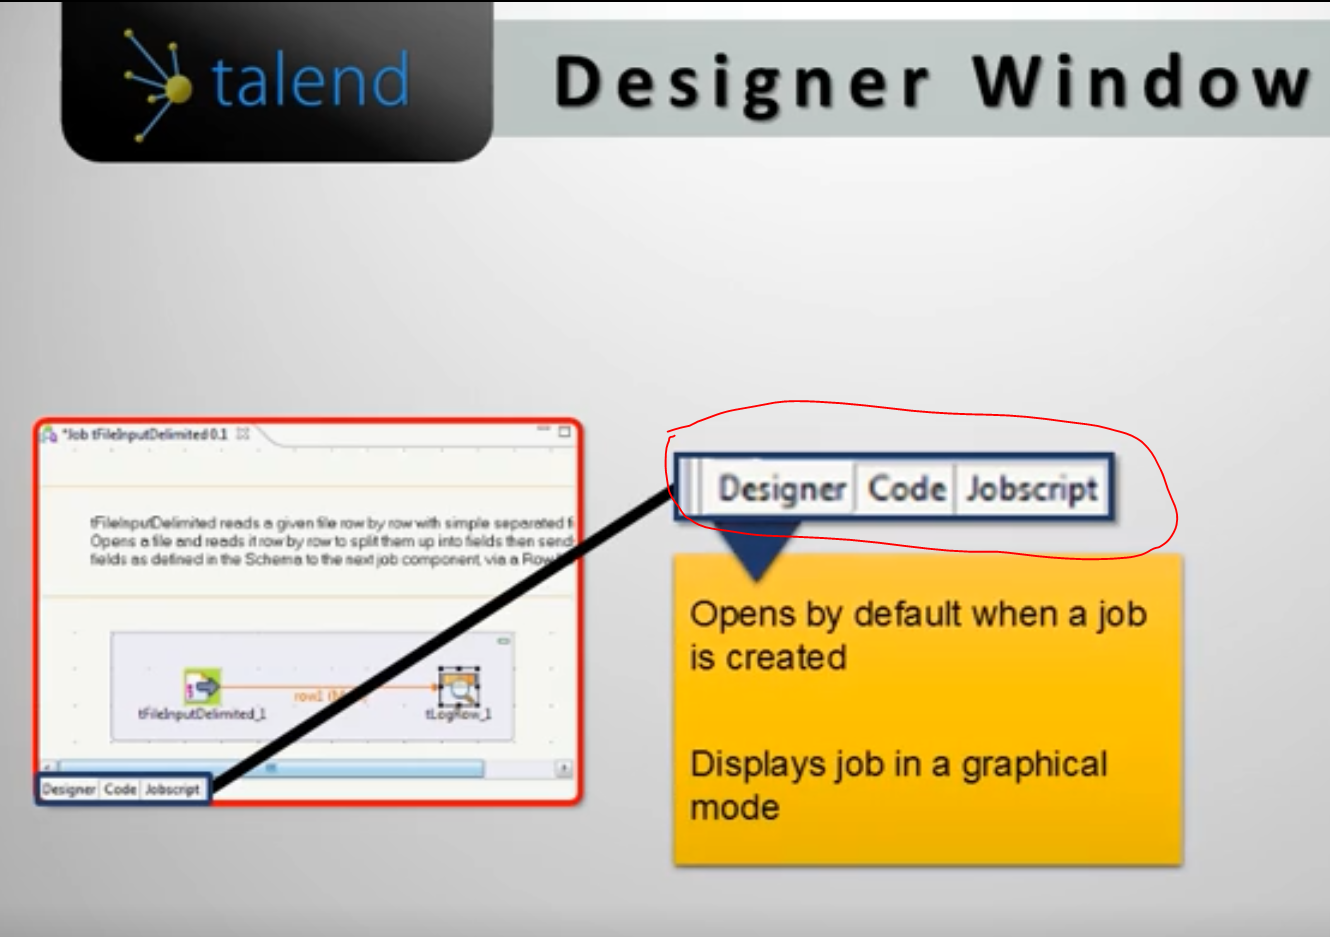 talend
Designer Window
*Job tFileInputDelimited 0.1
tFileInputDelimited reads a given file row by row with simple separated
Opens a file and reads it row by row to split them up into fields then send
fields as defined in the Schema to the next job component, via a Row
row1
tFileInputDelimited_1
tLogRow_1
Designer Code Jobscript
Designer Code Jobscript
Opens by default when a job
is created
Displays job in a graphical
mode